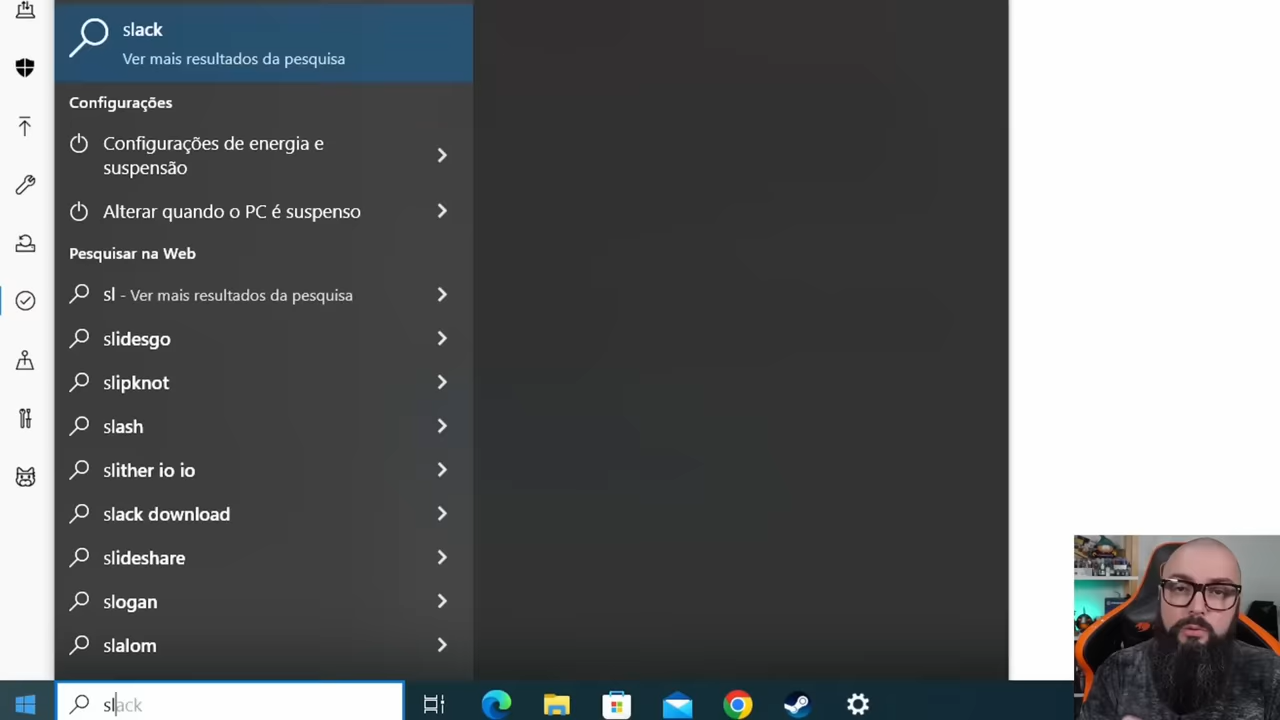 slack
Ver mais resultados da pesquisa
Configurações
Configurações de energia e
suspensão
Alterar quando o PC é suspenso
Pesquisar na Web
sl - Ver mais resultados da pesquisa
slidesgo
slipknot
slash
slither io io
slack download
slideshare
slogan
slalom
slack